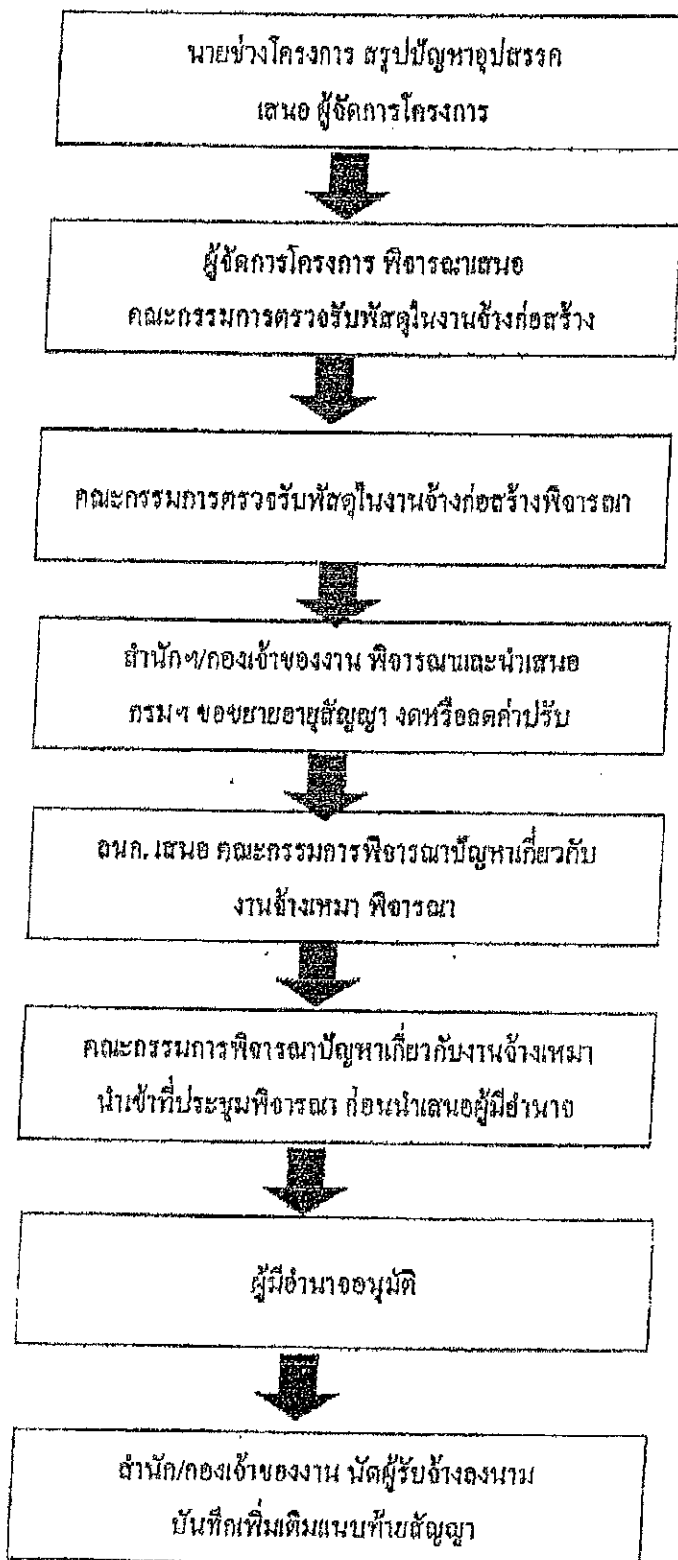 นายช่างโครงการ สรุปปัญหาอุปสรรค
เสนอ ผู้จัดการโครงการ
ผู้จัดการโครงการ พิจารณาเสนอ
คณะกรรมการตรวจรับพัสดุในงานจ้างก่อสร้าง
คณะกรรมการตรวจรับพัสดุในงานจ้างก่อสร้างพิจารณา
สำนักฯ/กองเจ้าของงาน พิจารณาและนำเสนอ
กรมฯ ขอขยายอายุสัญญา งดหรือลดค่าปรับ
อนก. เสนอ คณะกรรมการพิจารณาปัญหาเกี่ยวกับ
งานจ้างเหมา พิจารณา
คณะกรรมการพิจารณาปัญหาเกี่ยวกับงานจ้างเหมา
นำเข้าที่ประชุมพิจารณา ก่อนนำเสนอผู้มีอำนาจ
ผู้มีอำนาจอนุมัติ
สำนัก/กองเจ้าของงาน นัดผู้รับจ้างลงนาม
บันทึกเพิ่มเติมแนบท้ายสัญญา